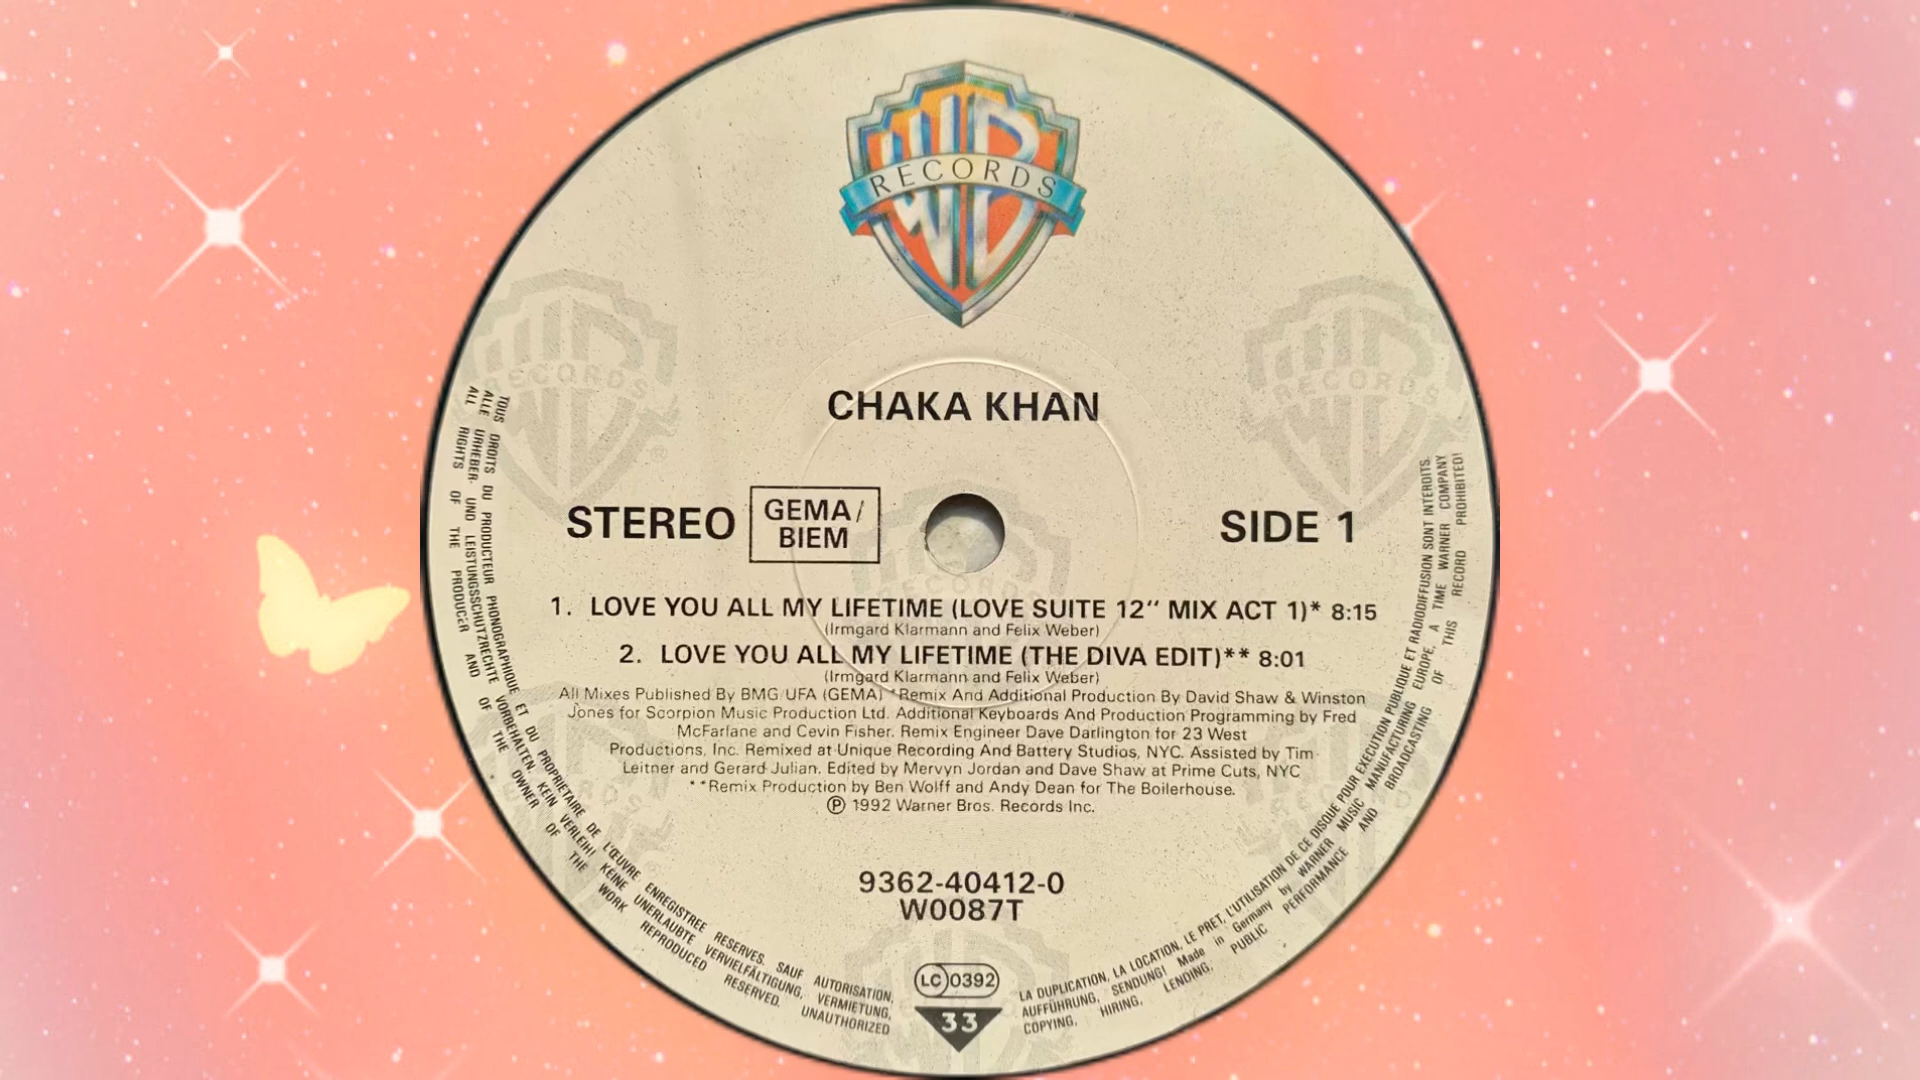 RECORDS
CHAKA KHAN
STEREO
GEMA/
BIEM
SIDE 1
1. LOVE YOU ALL MY LIFETIME (LOVE SUITE 12″ MIX ACT 1)* 8:15
(Irmgard Klarmann and Felix Weber)
2. LOVE YOU ALL MY LIFETIME (THE DIVA EDIT)** 8:01
(Irmgard Klarmann and Felix Weber)
All Mixes Published By BMG UFA (GEMA) *Remix And Additional Production By David Shaw & Winston
Jones for Scorpion Music Production Ltd. Additional Keyboards And Production Programming by Fred
McFarlane and Cevin Fisher. Remix Engineer Dave Darlington for 23 West
Productions, Inc. Remixed at Unique Recording And Battery Studios, NYC. Assisted by Tim
Leitner and Gerard Julian. Edited by Mervyn Jordan and Dave Shaw at Prime Cuts, NYC
**Remix Production by Ben Wolff and Andy Dean for The Boilerhouse.
℗ 1992 Warner Bros. Records Inc.
9362-40412-0
W0087T
LC 0392
33
TOUS DROITS DU PRODUCTEUR PHONOGRAPHIQUE ET DU PROPRIETAIRE DE L'ŒUVRE ENREGISTREE RESERVES. SAUF AUTORISATION, LA DUPLICATION, LA LOCATION, LE PRET, L'UTILISATION DE CE DISQUE POUR EXECUTION PUBLIQUE ET RADIODIFFUSION SONT INTERDITS.
ALLE URHEBER- UND LEISTUNGSSCHUTZRECHTE VORBEHALTEN. KEIN VERLEIH! KEINE UNERLAUBTE VERVIELFÄLTIGUNG, VERMIETUNG, AUFFÜHRUNG, SENDUNG! Made in Germany by WARNER MUSIC MANUFACTURING EUROPE, A TIME WARNER COMPANY
ALL RIGHTS OF THE PRODUCER AND OF THE OWNER OF THE WORK REPRODUCED RESERVED. UNAUTHORIZED COPYING, HIRING, LENDING, PUBLIC PERFORMANCE AND BROADCASTING OF THIS RECORD PROHIBITED!